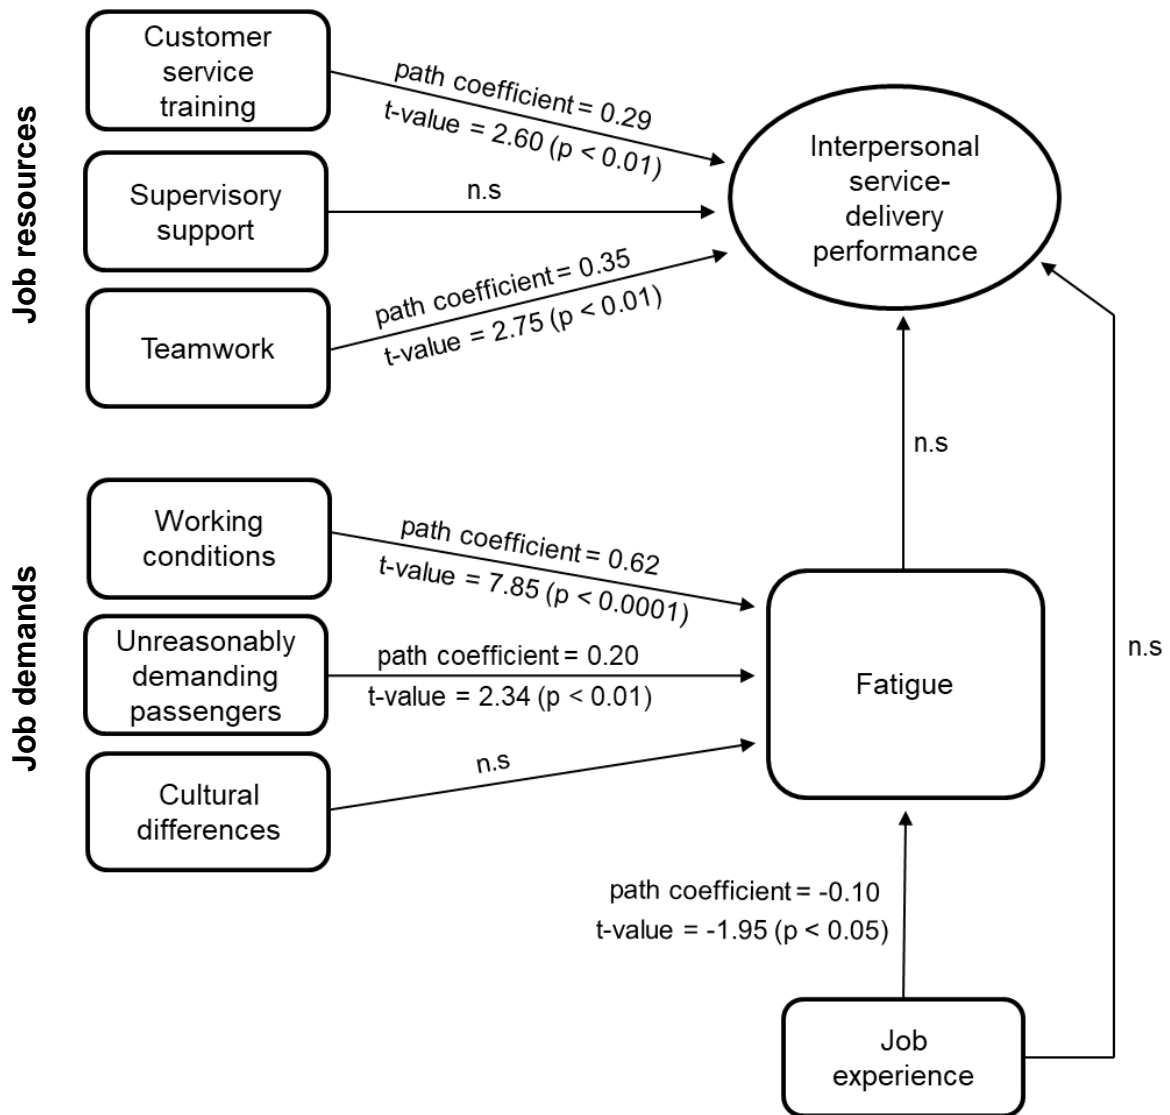 Job resources
Customer
service
training
path coefficient = 0.29
t-value = 2.60 (p < 0.01)
Supervisory
support
n.s
Teamwork
path coefficient = 0.35
t-value = 2.75 (p < 0.01)
Interpersonal
service-
delivery
performance
n.s
n.s
Job demands
Working
conditions
path coefficient = 0.62
t-value = 7.85 (p < 0.0001)
Unreasonably
demanding
passengers
path coefficient = 0.20
t-value = 2.34 (p < 0.01)
Cultural
differences
n.s
Fatigue
path coefficient = -0.10
t-value = -1.95 (p < 0.05)
Job
experience